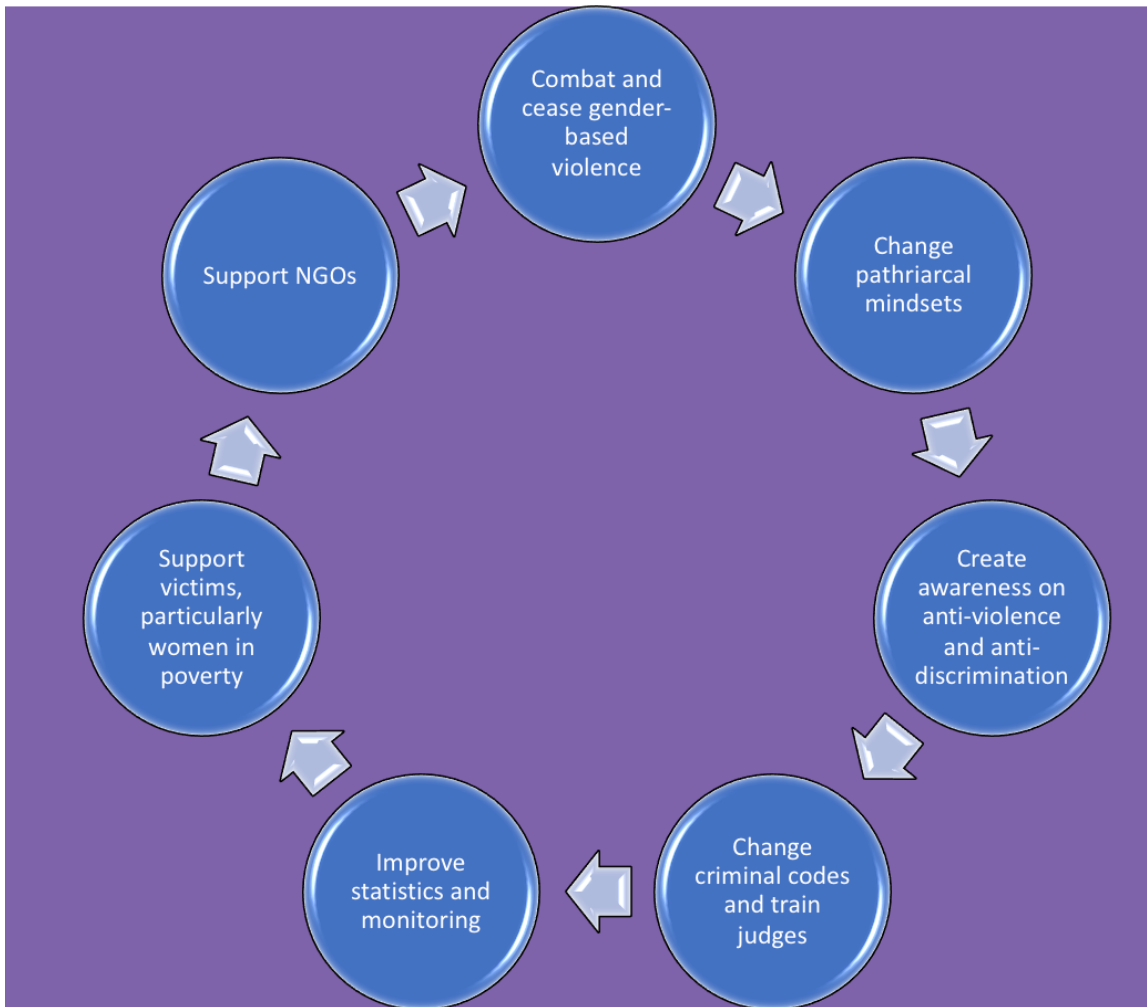 Combat and
cease gender-
based
violence
Change
pathriarcal
mindsets
Create
awareness on
anti-violence
and anti-
discrimination
Change
criminal codes
and train
judges
Improve
statistics and
monitoring
Support
victims,
particularly
women in
poverty
Support NGOs